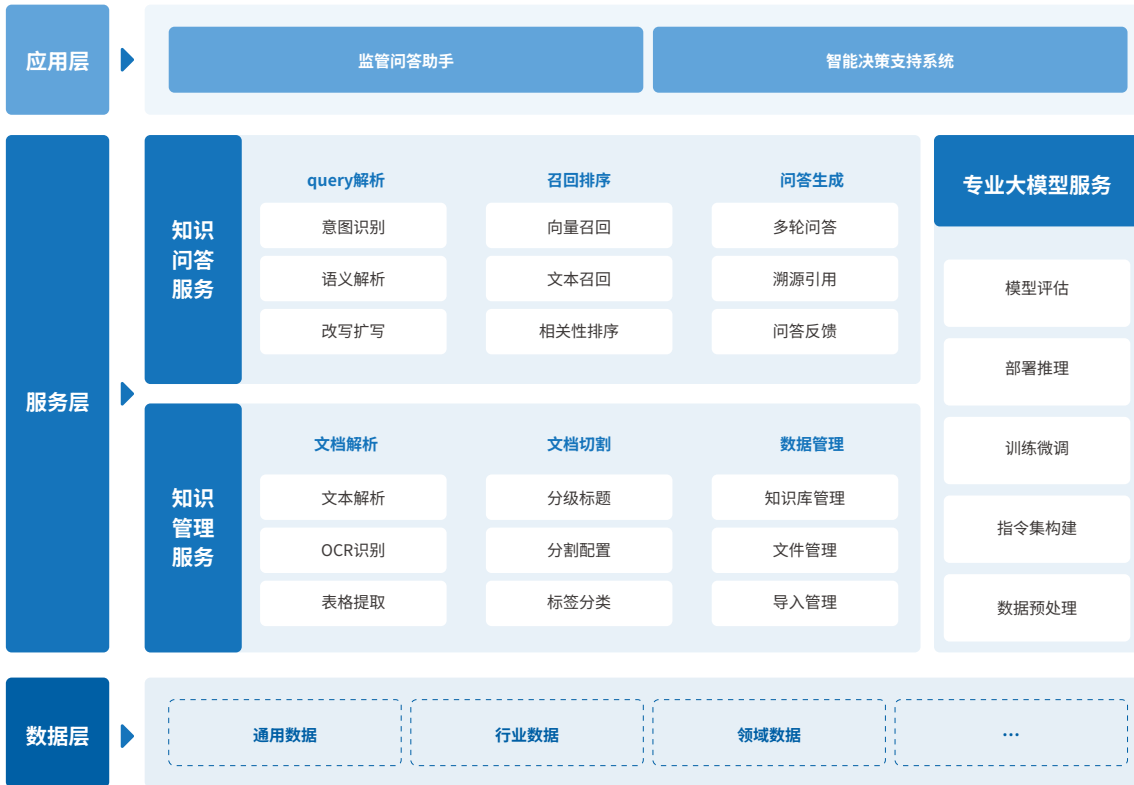 应用层
监管问答助手
智能决策支持系统
服务层
知识
问答
服务
query解析
召回排序
问答生成
意图识别
向量召回
多轮问答
语义解析
文本召回
溯源引用
改写扩写
相关性排序
问答反馈
知识
管理
服务
文档解析
文档切割
数据管理
文本解析
分级标题
知识库管理
OCR识别
分割配置
文件管理
表格提取
标签分类
导入管理
专业大模型服务
模型评估
部署推理
训练微调
指令集构建
数据预处理
数据层
通用数据
行业数据
领域数据
...